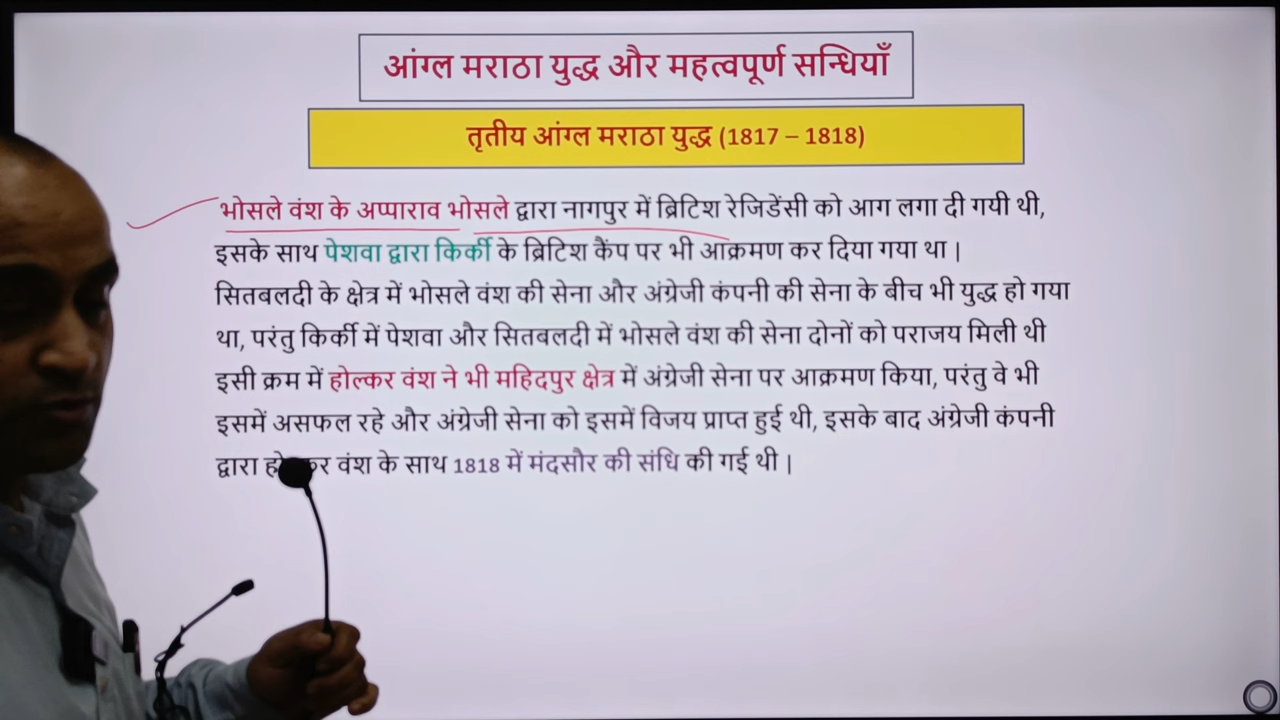 आंग्ल मराठा युद्ध और महत्वपूर्ण सन्धियाँ
तृतीय आंग्ल मराठा युद्ध (1817 – 1818)
भोसले वंश के अप्पाराव भोसले द्वारा नागपुर में ब्रिटिश रेजिडेंसी को आग लगा दी गयी थी,
इसके साथ पेशवा द्वारा किर्की के ब्रिटिश कैंप पर भी आक्रमण कर दिया गया था |
सितबलदी के क्षेत्र में भोसले वंश की सेना और अंग्रेजी कंपनी की सेना के बीच भी युद्ध हो गया
था, परंतु किर्की में पेशवा और सितबलदी में भोसले वंश की सेना दोनों को पराजय मिली थी
इसी क्रम में होल्कर वंश ने भी महिदपुर क्षेत्र में अंग्रेजी सेना पर आक्रमण किया, परंतु वे भी
इसमें असफल रहे और अंग्रेजी सेना को इसमें विजय प्राप्त हुई थी, इसके बाद अंग्रेजी कंपनी
द्वारा वंश के साथ 1818 में मंदसौर की संधि की गई थी |